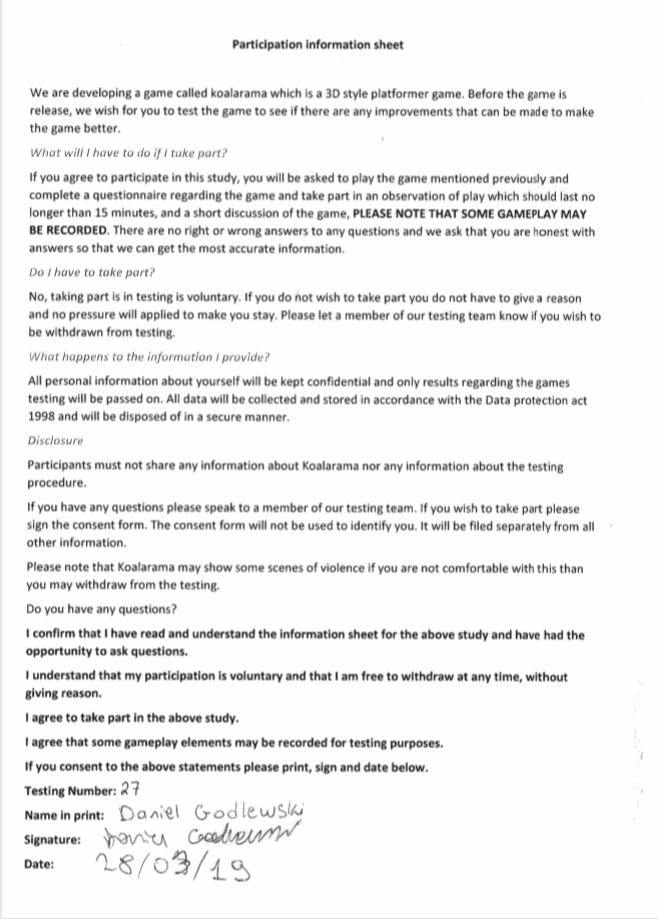 Participation information sheet
We are developing a game called koalarama which is a 3D style platformer game. Before the game is
release, we wish for you to test the game to see if there are any improvements that can be made to make
the game better.
What will I have to do if I take part?
If you agree to participate in this study, you will be asked to play the game mentioned previously and
complete a questionnaire regarding the game and take part in an observation of play which should last no
longer than 15 minutes, and a short discussion of the game, PLEASE NOTE THAT SOME GAMEPLAY MAY
BE RECORDED. There are no right or wrong answers to any questions and we ask that you are honest with
answers so that we can get the most accurate information.
Do I have to take part?
No, taking part is in testing is voluntary. If you do not wish to take part you do not have to give a reason
and no pressure will applied to make you stay. Please let a member of our testing team know if you wish to
be withdrawn from testing.
What happens to the information I provide?
All personal information about yourself will be kept confidential and only results regarding the games
testing will be passed on. All data will be collected and stored in accordance with the Data protection act
1998 and will be disposed of in a secure manner.
Disclosure
Participants must not share any information about Koalarama nor any information about the testing
procedure.
If you have any questions please speak to a member of our testing team. If you wish to take part please
sign the consent form. The consent form will not be used to identify you. It will be filed separately from all
other information.
Please note that Koalarama may show some scenes of violence if you are not comfortable with this than
you may withdraw from the testing.
Do you have any questions?
I confirm that I have read and understand the information sheet for the above study and have had the
opportunity to ask questions.
I understand that my participation is voluntary and that I am free to withdraw at any time, without
giving reason.
I agree to take part in the above study.
I agree that some gameplay elements may be recorded for testing purposes.
If you consent to the above statements please print, sign and date below.
Testing Number: 27
Name in print: Daniel Godlewski
Signature:
Date: 28/03/19